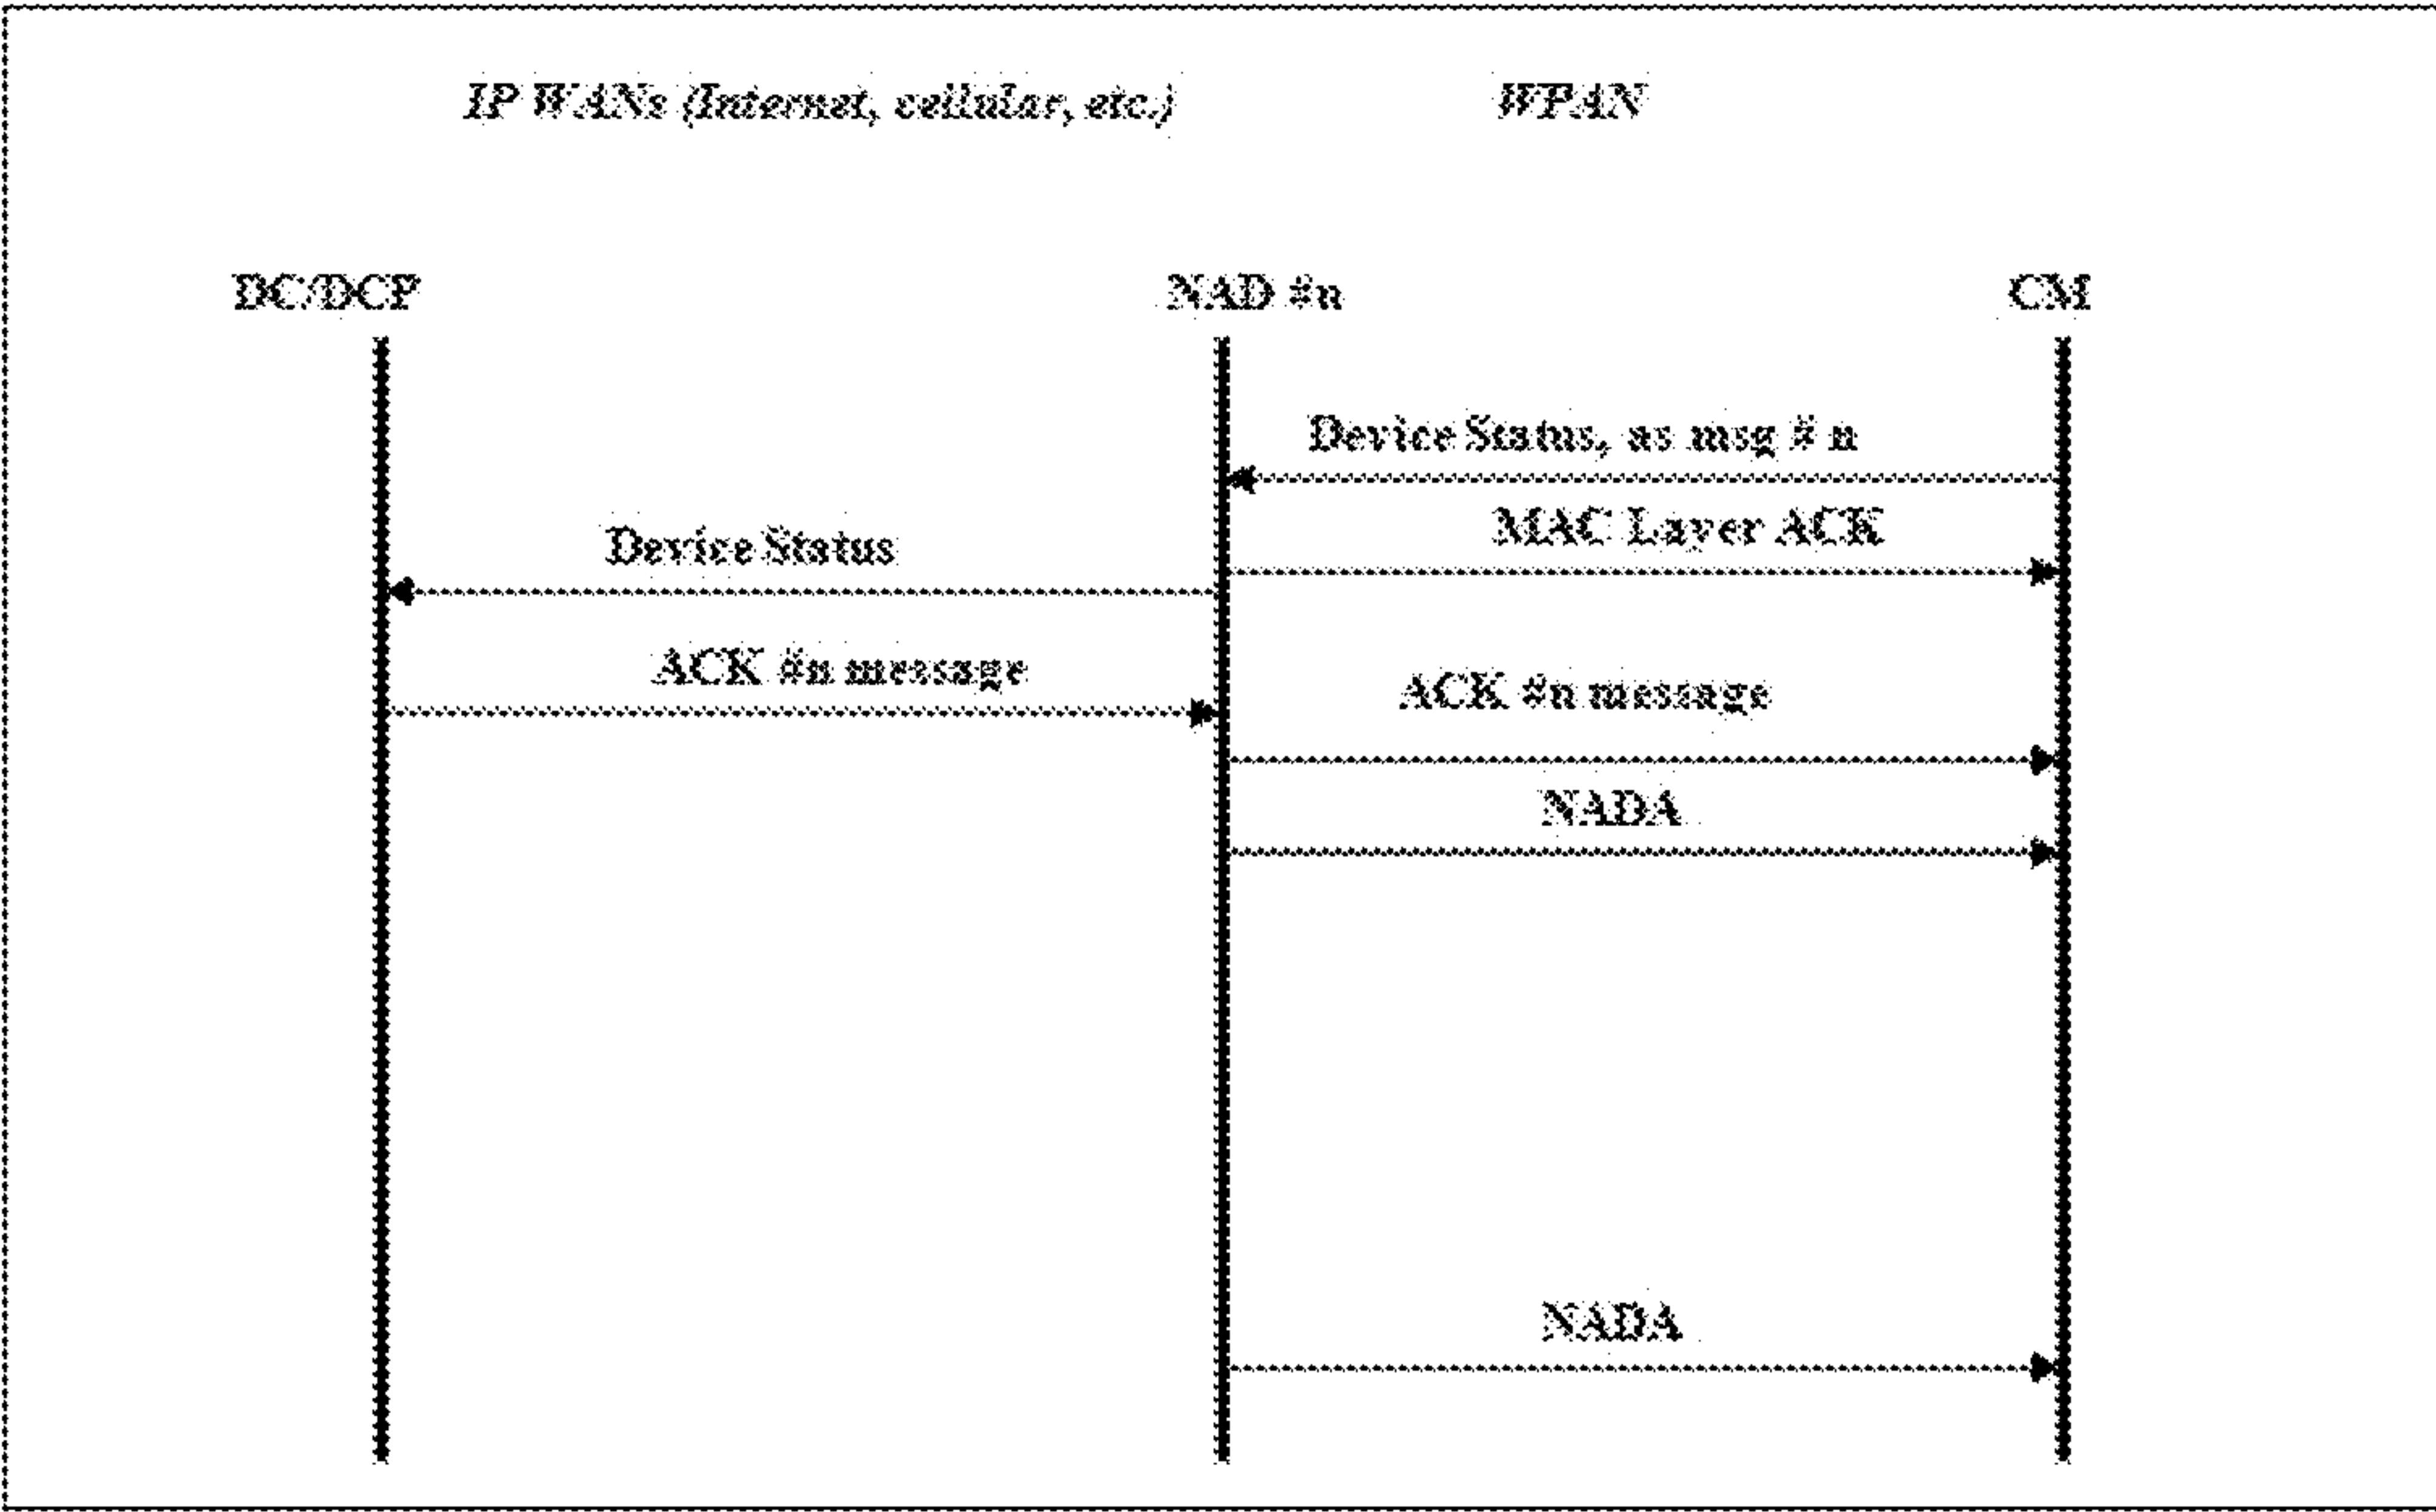 IP WANs (Internet, cellular, etc.)
WPAN
DC/DCP
NAD #n
CM
Device Status, as msg # n
MAC Layer ACK
Device Status
ACK #n message
ACK #n message
NADA
NADA